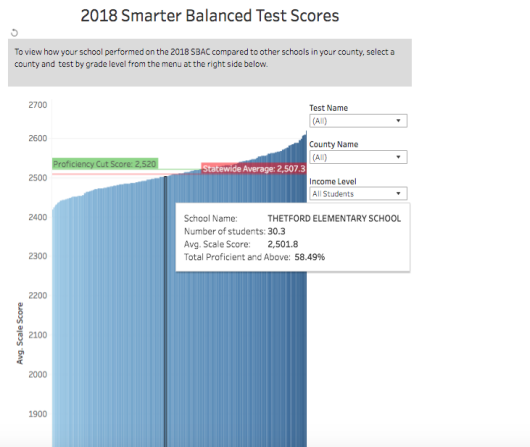 2018 Smarter Balanced Test Scores
To view how your school performed on the 2018 SBAC compared to other schools in your county, select a
county and test by grade level from the menu at the right side below.
2700
2600
2500
2400
2300
2200
2100
2000
1900
Avg. Scale Score
Proficiency Cut Score: 2,520
Statewide Average: 2,507.3
Test Name
(All)
County Name
(All)
Income Level
All Students
School Name: THETFORD ELEMENTARY SCHOOL
Number of students: 30.3
Avg. Scale Score: 2,501.8
Total Proficient and Above: 58.49%